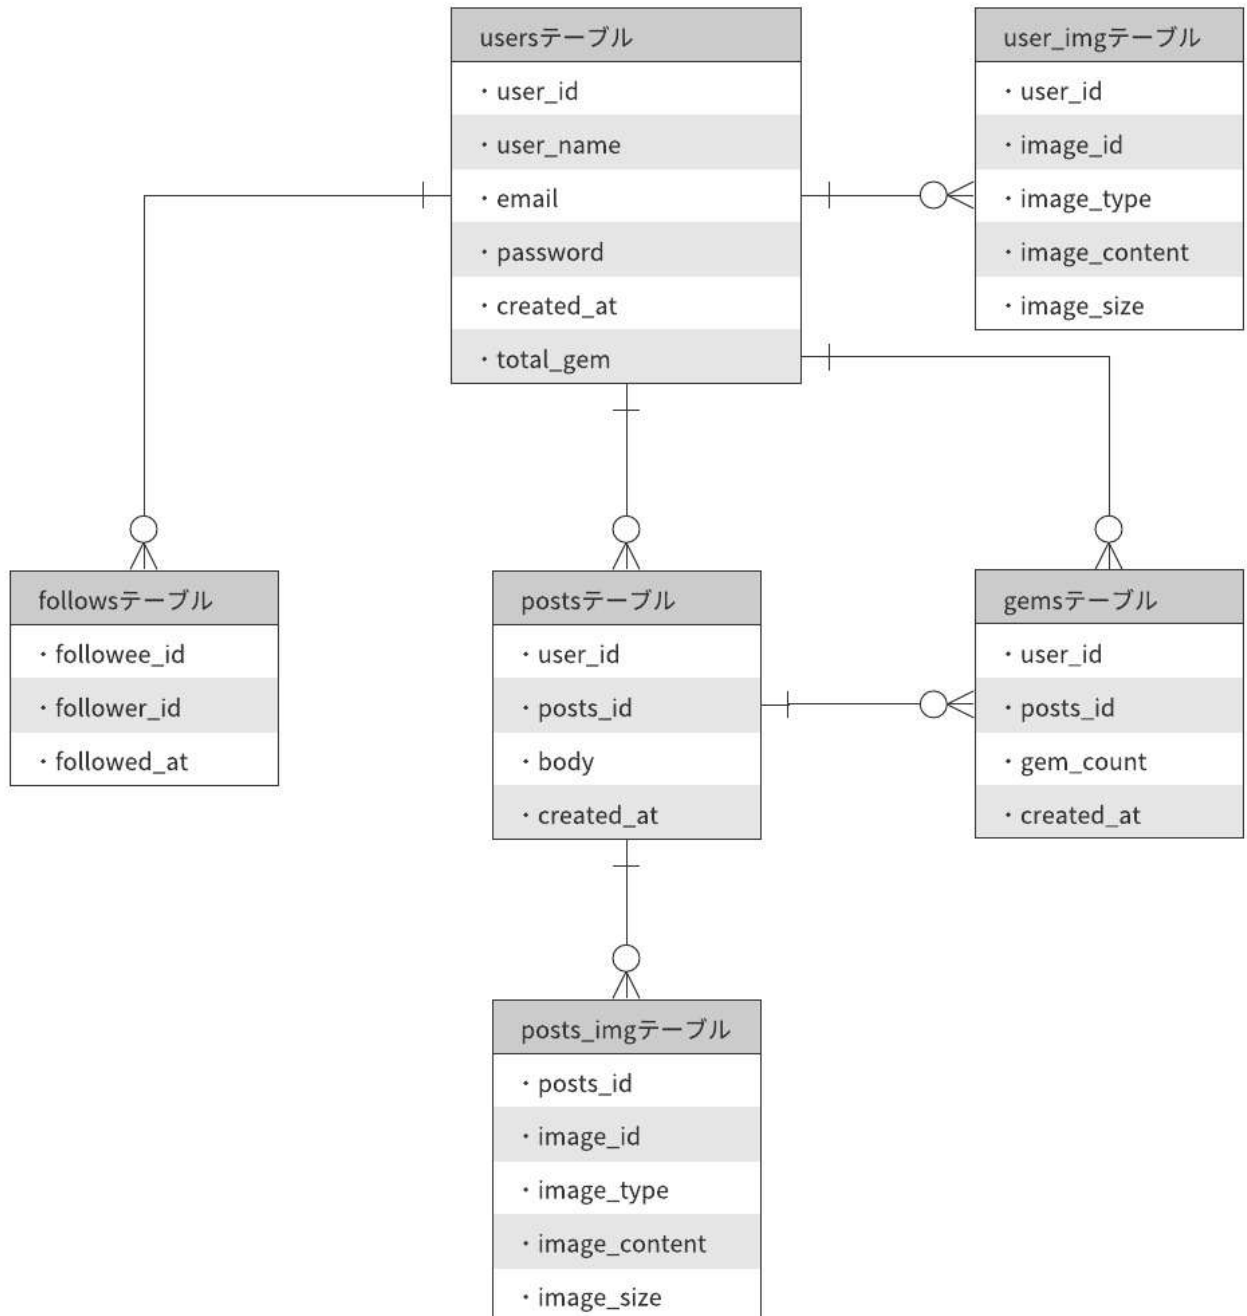 usersテーブル
・user_id
・user_name
・email
・password
・created_at
・total_gem
user_imgテーブル
・user_id
・image_id
・image_type
・image_content
・image_size
followsテーブル
・followee_id
・follower_id
・followed_at
postsテーブル
・user_id
・posts_id
・body
・created_at
gemsテーブル
・user_id
・posts_id
・gem_count
・created_at
posts_imgテーブル
・posts_id
・image_id
・image_type
・image_content
・image_size